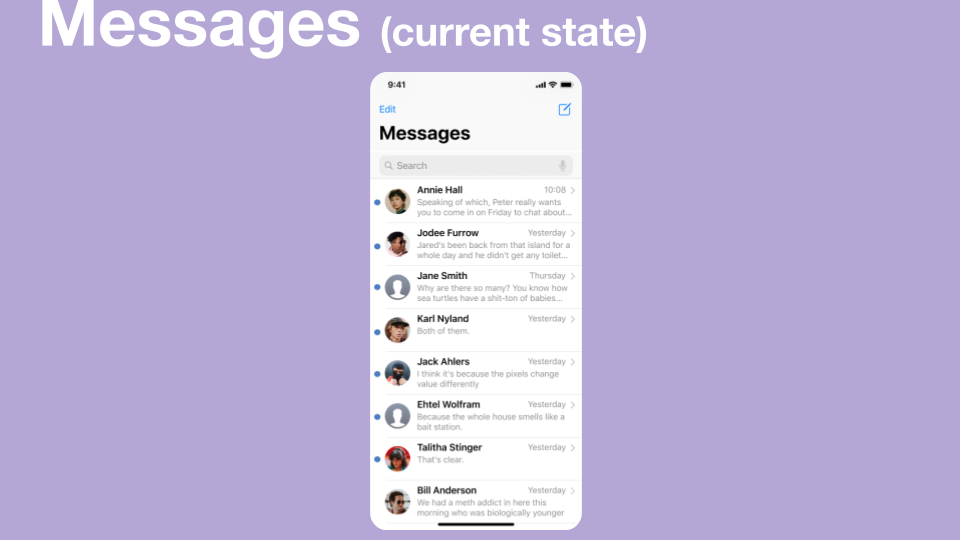 Messages (current state)
9:41
Edit
Messages
Search
Annie Hall 10:08
Speaking of which, Peter really wants
you to come in on Friday to chat about...
Jodee Furrow Yesterday
Jared's been back from that island for a
whole day and he didn't get any toilet...
Jane Smith Thursday
Why are there so many? You know how
sea turtles have a shit-ton of babies...
Karl Nyland Yesterday
Both of them.
Jack Ahlers Yesterday
I think it's because the pixels change
value differently
Ehtel Wolfram Yesterday
Because the whole house smells like a
bait station.
Talitha Stinger Yesterday
That's clear.
Bill Anderson Yesterday
We had a meth addict in here this
morning who was biologically younger